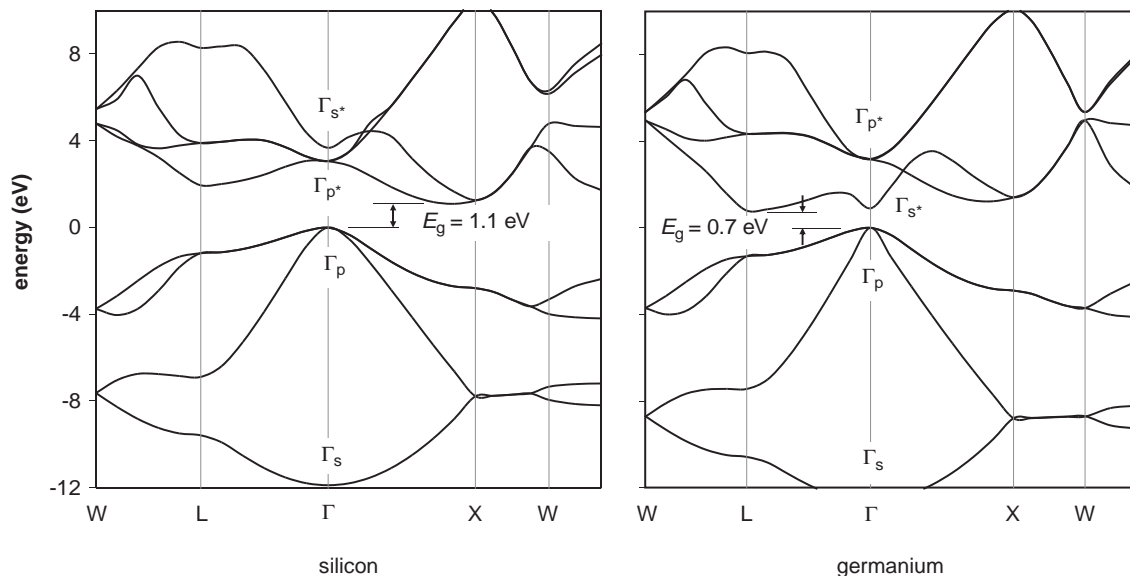 energy (eV)
8
4
0
-4
-8
-12
Γs*
Γp*
Eg = 1.1 eV
Γp
Γs
W L Γ X W
silicon
Γp*
Γs*
Eg = 0.7 eV
Γp
Γs
W L Γ X W
germanium